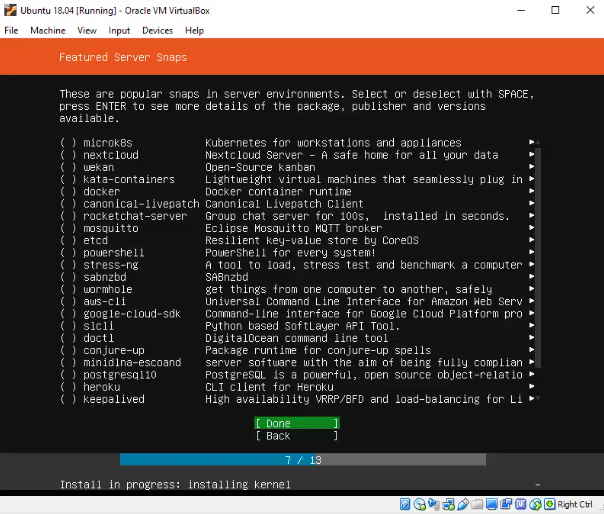 Ubuntu 18.04 [Running] - Oracle VM VirtualBox
File Machine View Input Devices Help
Featured Server Snaps
These are popular snaps in server environments. Select or deselect with SPACE,
press ENTER to see more details of the package, publisher and versions
available.
( ) microk8s Kubernetes for workstations and appliances ►
( ) nextcloud Nextcloud Server - A safe home for all your data ►
( ) wekan Open-Source kanban ►
( ) kata-containers Lightweight virtual machines that seamlessly plug in ►
( ) docker Docker container runtime ►
( ) canonical-livepatch Canonical Livepatch Client ►
( ) rocketchat-server Group chat server for 100s, installed in seconds. ►
( ) mosquitto Eclipse Mosquitto MQTT broker ►
( ) etcd Resilient key-value store by CoreOS ►
( ) powershell PowerShell for every system! ►
( ) stress-ng A tool to load, stress test and benchmark a computer ►
( ) sabnzbd SABnzbd ►
( ) wormhole get things from one computer to another, safely ►
( ) aws-cli Universal Command Line Interface for Amazon Web Serv ►
( ) google-cloud-sdk Command-line interface for Google Cloud Platform pro ►
( ) slcli Python based SoftLayer API Tool. ►
( ) doctl DigitalOcean command line tool ►
( ) conjure-up Package runtime for conjure-up spells ►
( ) minidlna-escoand server software with the aim of being fully complian ►
( ) postgresql10 PostgreSQL is a powerful, open source object-relatio ►
( ) heroku CLI client for Heroku ►
( ) keepalived High availability VRRP/BFD and load-balancing for Li ►
[ Done ]
[ Back ]
7 / 13
Install in progress: installing kernel -
Right Ctrl